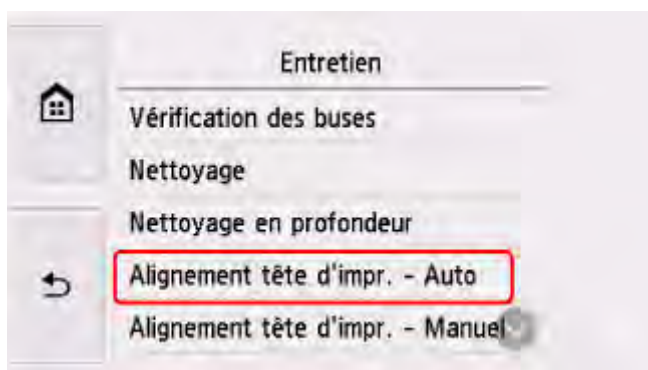 Entretien
Vérification des buses
Nettoyage
Nettoyage en profondeur
Alignement tête d'impr. - Auto
Alignement tête d'impr. - Manuel